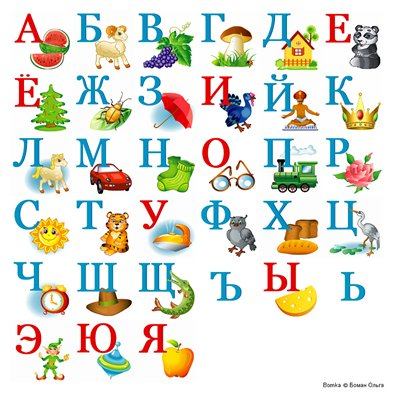 А Б В Г Д Е
Ё Ж З И Й К
Л М Н О П Р
С Т У Ф Х Ц
Ч Ш Щ Ъ Ы Ь
Э Ю Я
Bomka © Боман Ольга